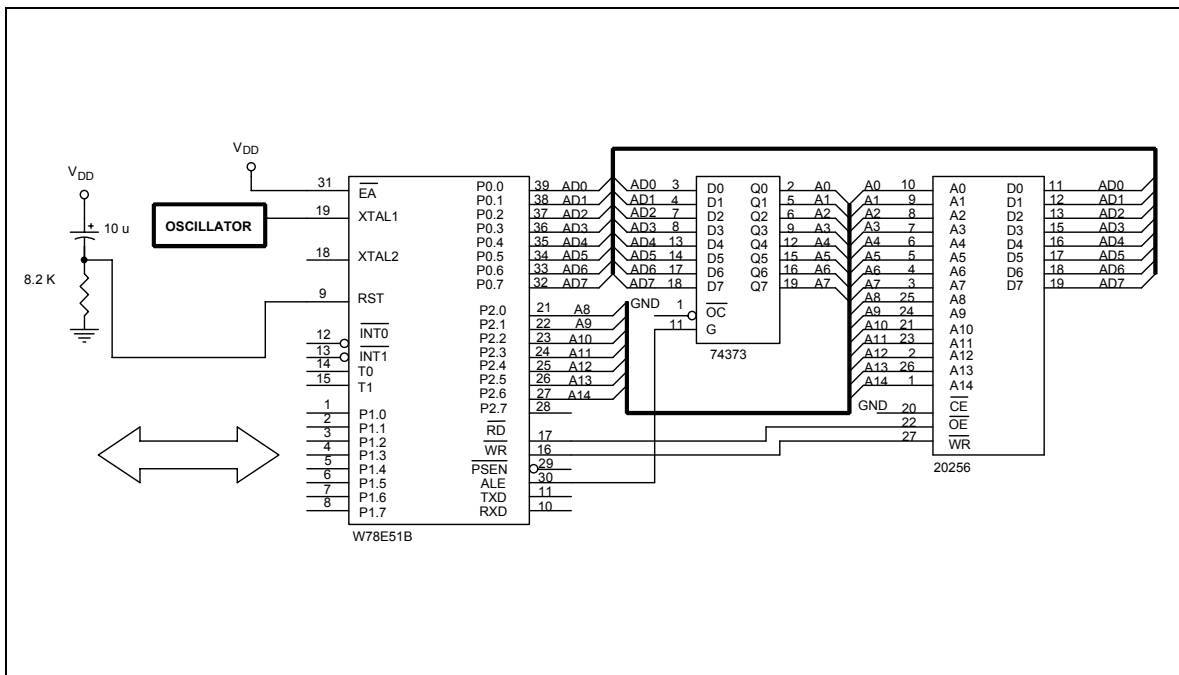 VDD
10 u
8.2 K
VDD
OSCILLATOR
31 EA
19 XTAL1
18 XTAL2
9 RST
12 INT0
13 INT1
14 T0
15 T1
1 P1.0
2 P1.1
3 P1.2
4 P1.3
5 P1.4
6 P1.5
7 P1.6
8 P1.7
P0.0 39 AD0
P0.1 38 AD1
P0.2 37 AD2
P0.3 36 AD3
P0.4 35 AD4
P0.5 34 AD5
P0.6 33 AD6
P0.7 32 AD7
P2.0 21 A8
P2.1 22 A9
P2.2 23 A10
P2.3 24 A11
P2.4 25 A12
P2.5 26 A13
P2.6 27 A14
P2.7 28
RD 17
WR 16
PSEN 29
ALE 30
TXD 11
RXD 10
W78E51B
AD0 3 D0 Q0 2 A0
AD1 4 D1 Q1 5 A1
AD2 7 D2 Q2 6 A2
AD3 8 D3 Q3 9 A3
AD4 13 D4 Q4 12 A4
AD5 14 D5 Q5 15 A5
AD6 17 D6 Q6 16 A6
AD7 18 D7 Q7 19 A7
GND 1 OC
11 G
74373
A0 10 A0 D0 11 AD0
A1 9 A1 D1 12 AD1
A2 8 A2 D2 13 AD2
A3 7 A3 D3 15 AD3
A4 6 A4 D4 16 AD4
A5 5 A5 D5 17 AD5
A6 4 A6 D6 18 AD6
A7 3 A7 D7 19 AD7
A8 25 A8
A9 24 A9
A10 21 A10
A11 23 A11
A12 2 A12
A13 26 A13
A14 1 A14
GND 20 CE
22 OE
27 WR
20256